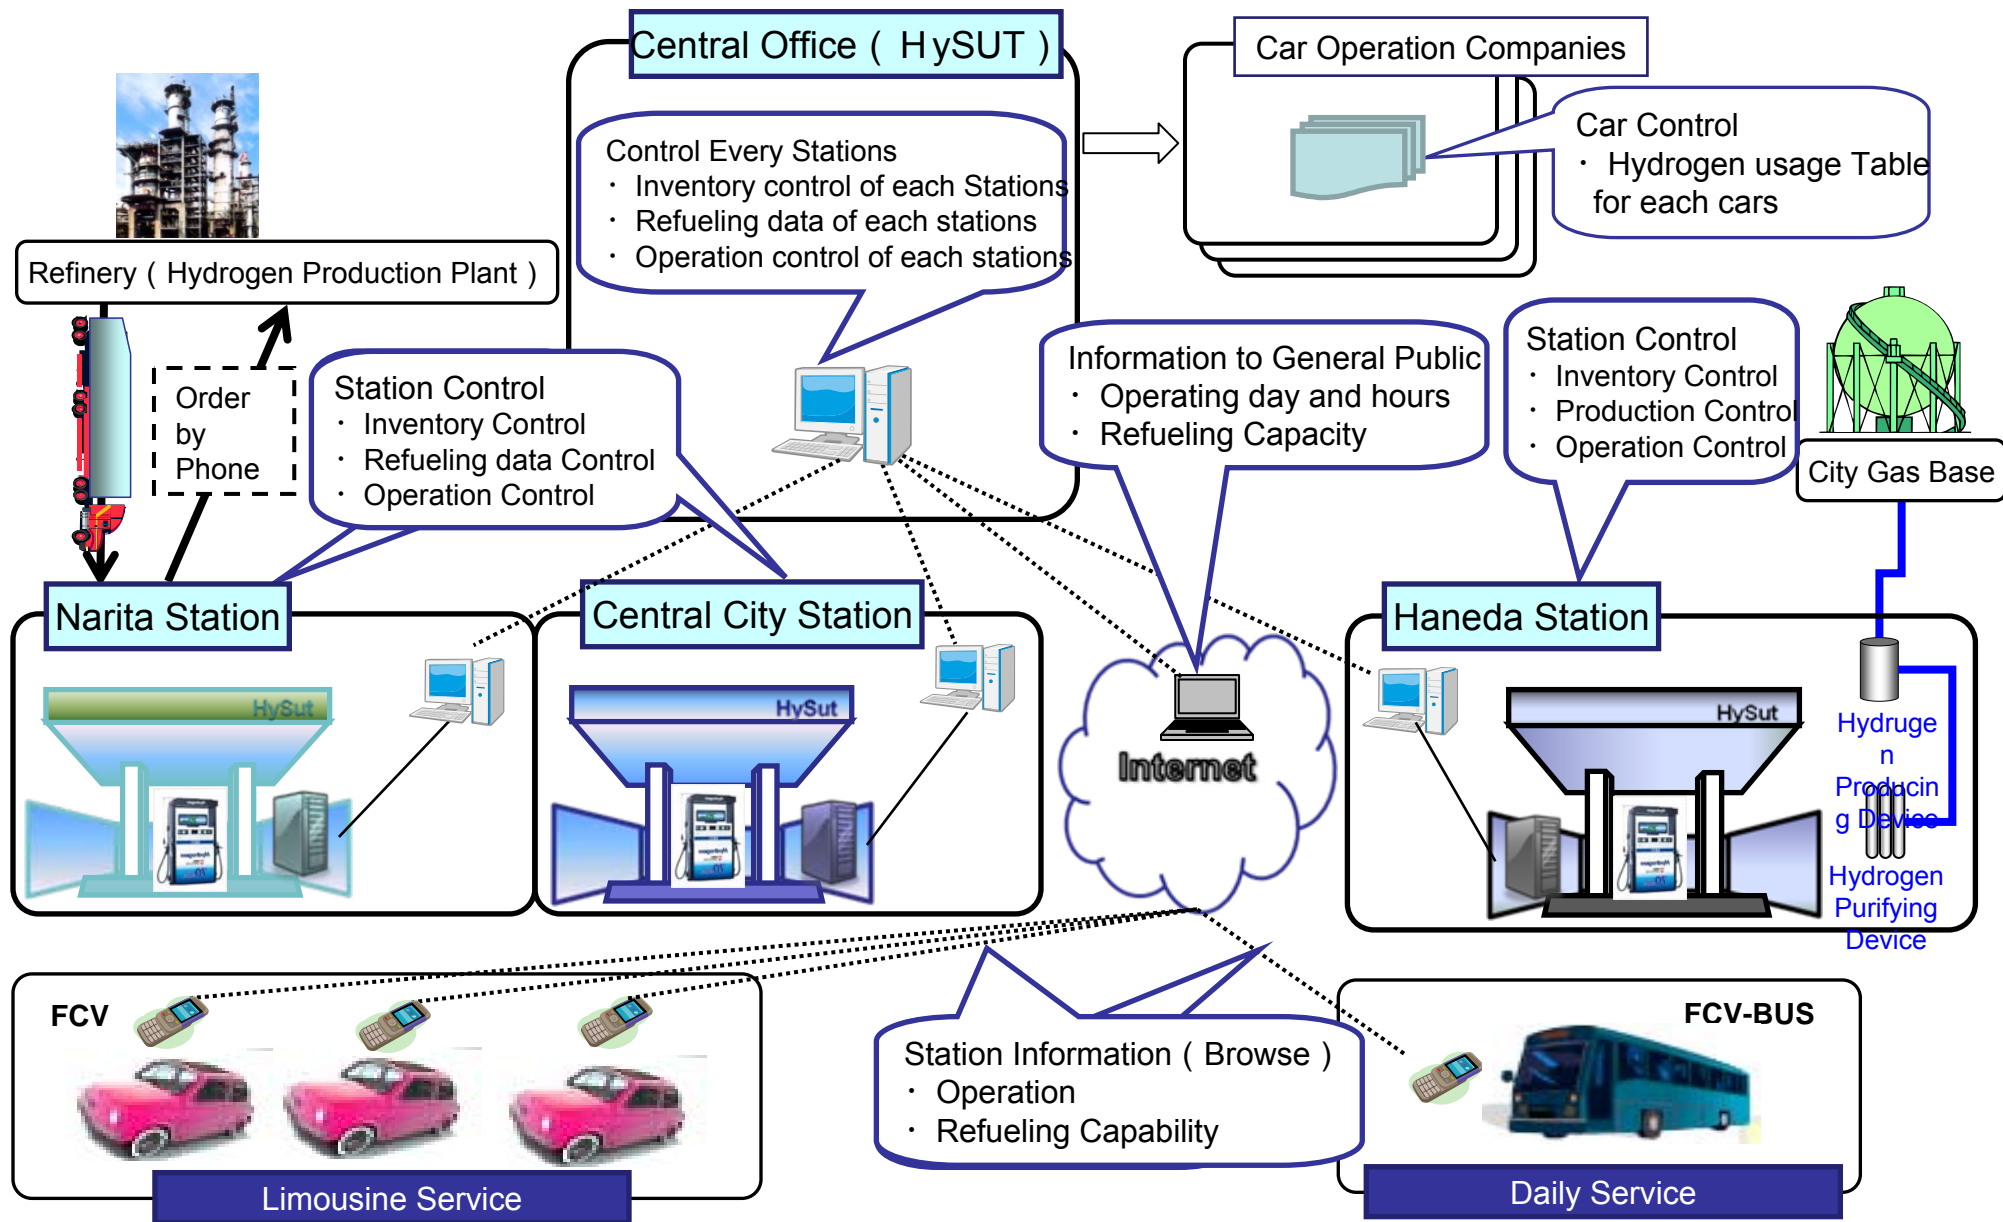 Central Office ( HySUT )
Car Operation Companies
Control Every Stations
・ Inventory control of each Stations
・ Refueling data of each stations
・ Operation control of each stations
Car Control
・ Hydrogen usage Table
for each cars
Refinery ( Hydrogen Production Plant )
Order
by
Phone
Station Control
・ Inventory Control
・ Refueling data Control
・ Operation Control
Information to General Public
・ Operating day and hours
・ Refueling Capacity
Station Control
・ Inventory Control
・ Production Control
・ Operation Control
City Gas Base
Narita Station
Central City Station
Haneda Station
HySut
HySut
HySut
Internet
Hydruge
n
Producin
g Device
Hydrogen
Purifying
Device
FCV
Station Information ( Browse )
・ Operation
・ Refueling Capability
FCV-BUS
Limousine Service
Daily Service